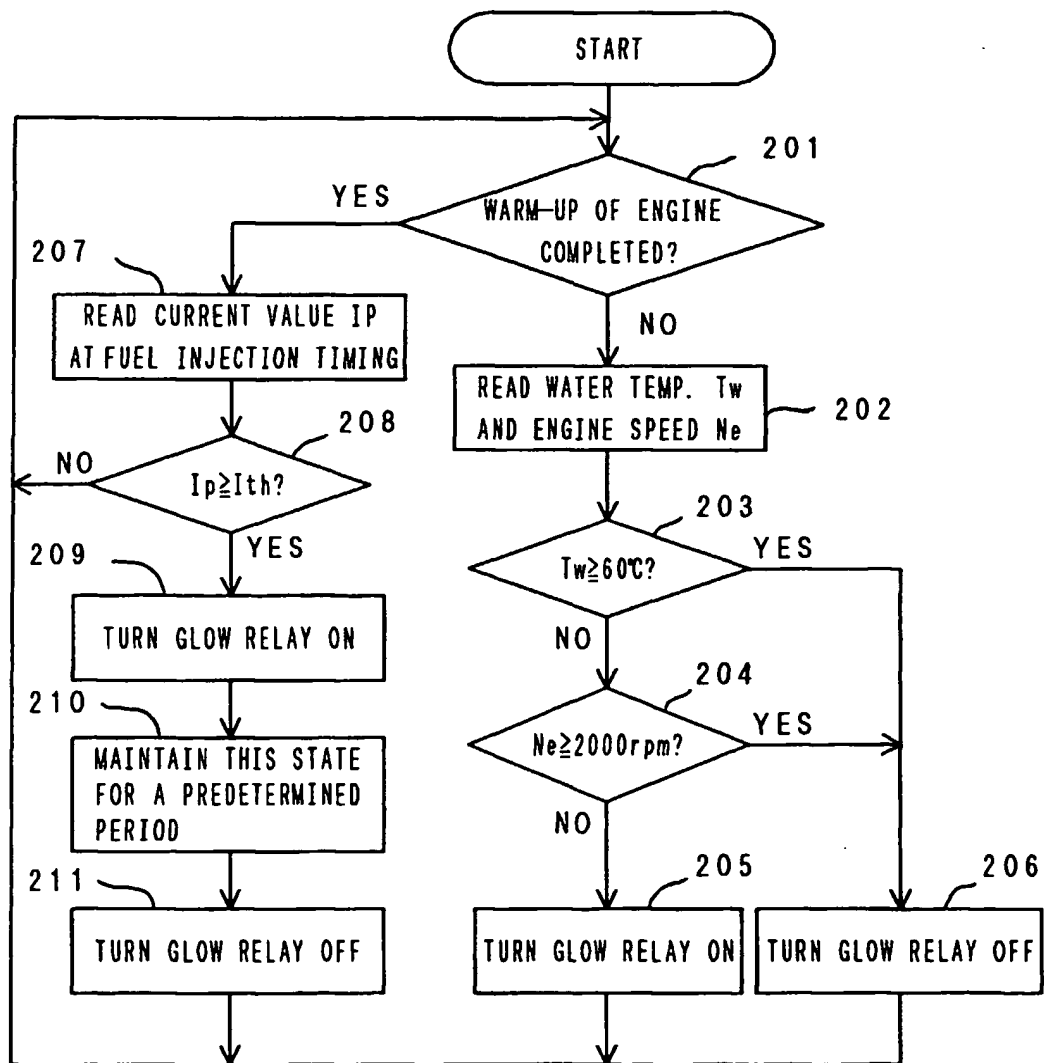 START
201
YES
WARM-UP OF ENGINE
COMPLETED?
207
NO
READ CURRENT VALUE IP
AT FUEL INJECTION TIMING
READ WATER TEMP. Tw
AND ENGINE SPEED Ne
202
208
NO
Ip≧Ith?
YES
203
Tw≧60℃?
YES
NO
209
TURN GLOW RELAY ON
204
Ne≧2000rpm?
YES
NO
210
MAINTAIN THIS STATE
FOR A PREDETERMINED
PERIOD
211
TURN GLOW RELAY OFF
205
TURN GLOW RELAY ON
206
TURN GLOW RELAY OFF